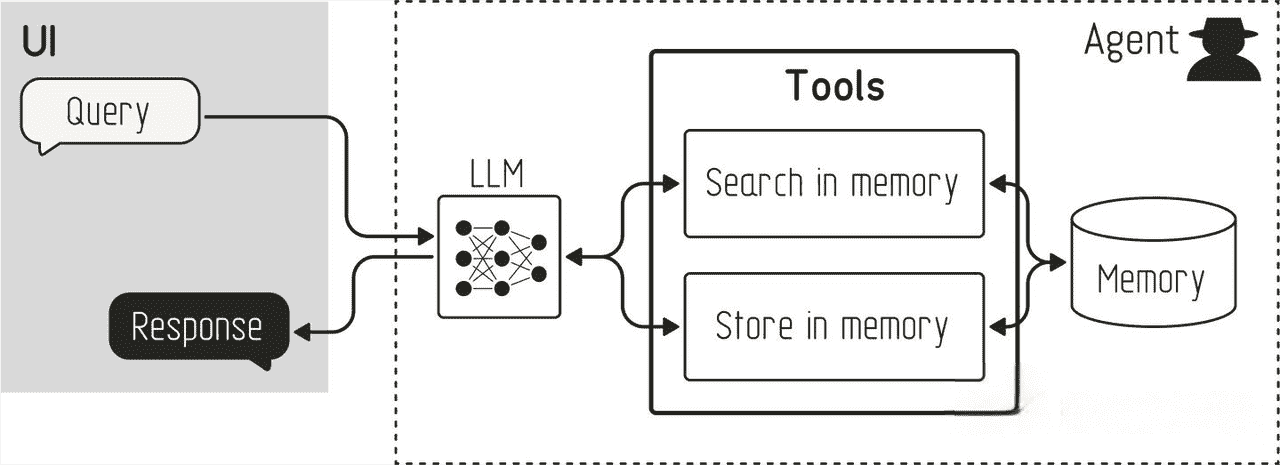 UI
Query
Response
LLM
Tools
Search in memory
Store in memory
Agent
Memory